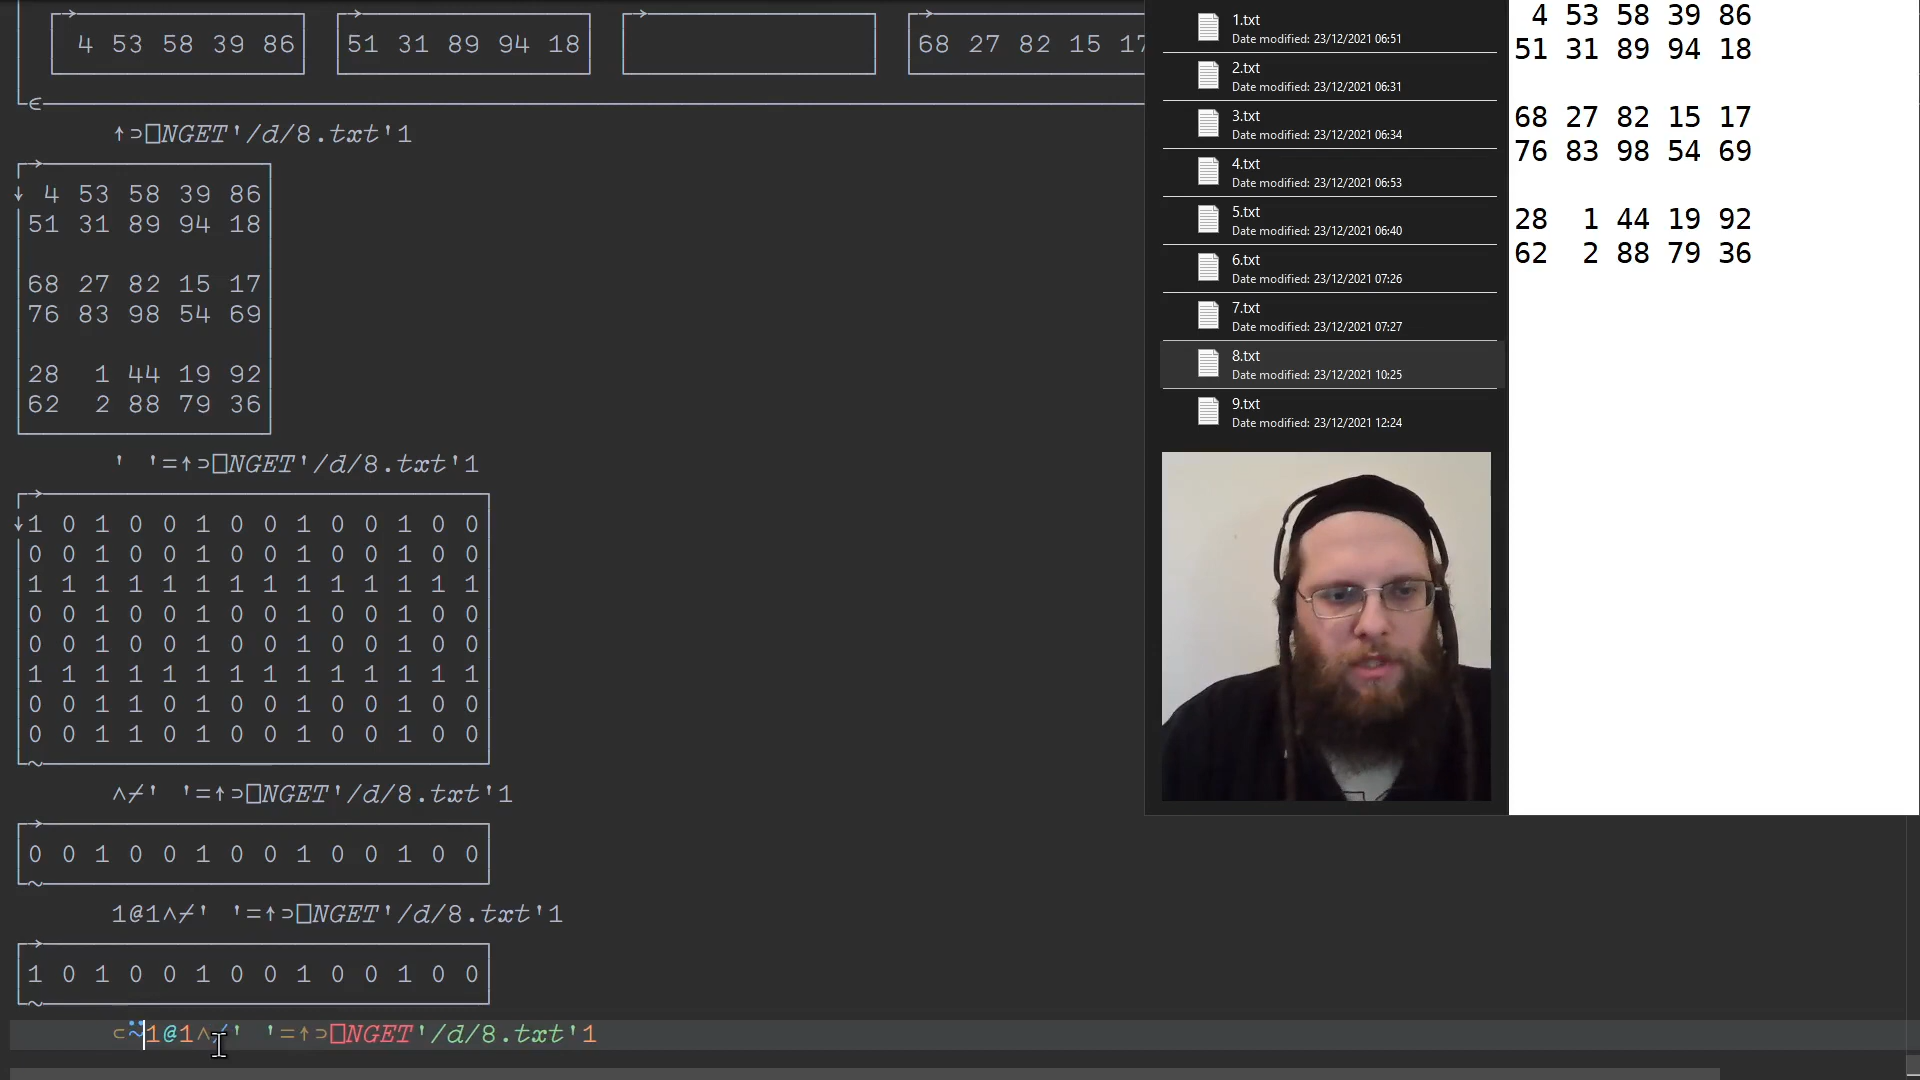 4 53 58 39 86 51 31 89 94 18 68 27 82 15 17
∊
↑⊃⎕NGET'/d/8.txt'1
4 53 58 39 86
51 31 89 94 18
68 27 82 15 17
76 83 98 54 69
28 1 44 19 92
62 2 88 79 36
' '=↑⊃⎕NGET'/d/8.txt'1
1 0 1 0 0 1 0 0 1 0 0 1 0 0
0 0 1 0 0 1 0 0 1 0 0 1 0 0
1 1 1 1 1 1 1 1 1 1 1 1 1 1
0 0 1 0 0 1 0 0 1 0 0 1 0 0
0 0 1 0 0 1 0 0 1 0 0 1 0 0
1 1 1 1 1 1 1 1 1 1 1 1 1 1
0 0 1 1 0 1 0 0 1 0 0 1 0 0
0 0 1 1 0 1 0 0 1 0 0 1 0 0
~
∧⌿' '=↑⊃⎕NGET'/d/8.txt'1
0 0 1 0 0 1 0 0 1 0 0 1 0 0
~
1@1∧⌿' '=↑⊃⎕NGET'/d/8.txt'1
1 0 1 0 0 1 0 0 1 0 0 1 0 0
~
⊂⍨1@1∧⌿' '=↑⊃⎕NGET'/d/8.txt'1
1.txt
Date modified: 23/12/2021 06:51
2.txt
Date modified: 23/12/2021 06:31
3.txt
Date modified: 23/12/2021 06:34
4.txt
Date modified: 23/12/2021 06:53
5.txt
Date modified: 23/12/2021 06:40
6.txt
Date modified: 23/12/2021 07:26
7.txt
Date modified: 23/12/2021 07:27
8.txt
Date modified: 23/12/2021 10:25
9.txt
Date modified: 23/12/2021 12:24
4 53 58 39 86
51 31 89 94 18
68 27 82 15 17
76 83 98 54 69
28 1 44 19 92
62 2 88 79 36